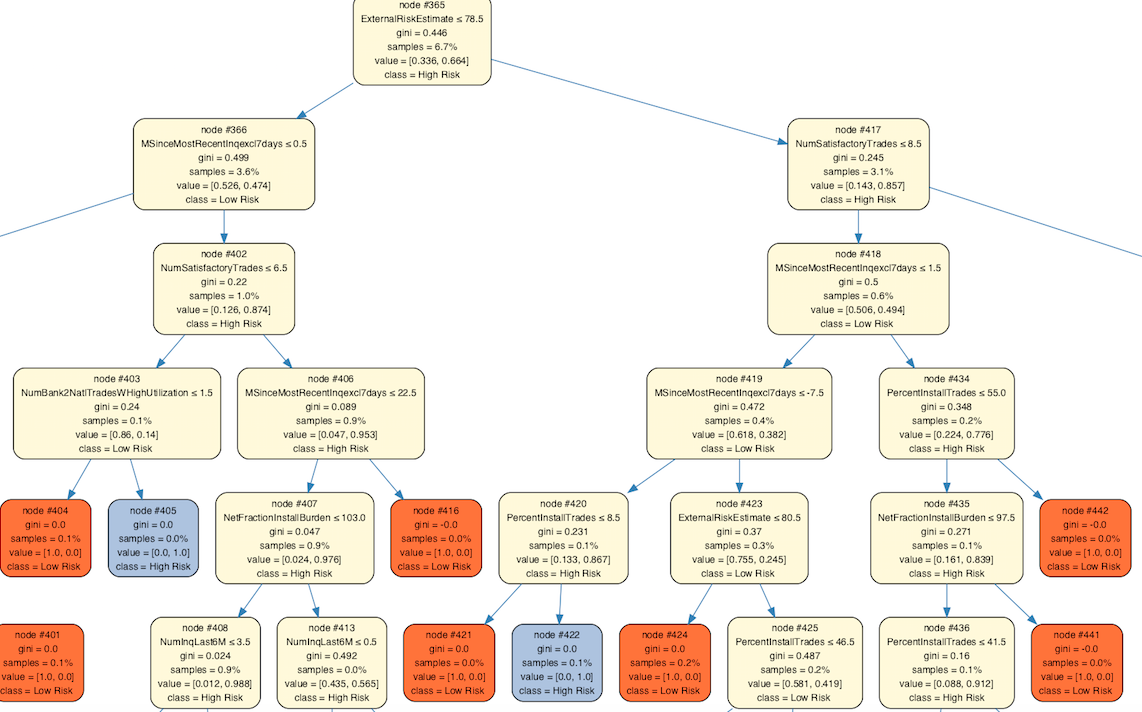 node #365
ExternalRiskEstimate ≤ 78.5
gini = 0.446
samples = 6.7%
value = [0.336, 0.664]
class = High Risk
node #366
MSinceMostRecentInqexcl7days ≤ 0.5
gini = 0.499
samples = 3.6%
value = [0.526, 0.474]
class = Low Risk
node #417
NumSatisfactoryTrades ≤ 8.5
gini = 0.245
samples = 3.1%
value = [0.143, 0.857]
class = High Risk
node #402
NumSatisfactoryTrades ≤ 6.5
gini = 0.22
samples = 1.0%
value = [0.126, 0.874]
class = High Risk
node #418
MSinceMostRecentInqexcl7days ≤ 1.5
gini = 0.5
samples = 0.6%
value = [0.506, 0.494]
class = Low Risk
node #403
NumBank2NatlTradesWHighUtilization ≤ 1.5
gini = 0.24
samples = 0.1%
value = [0.86, 0.14]
class = Low Risk
node #406
MSinceMostRecentInqexcl7days ≤ 22.5
gini = 0.089
samples = 0.9%
value = [0.047, 0.953]
class = High Risk
node #419
MSinceMostRecentInqexcl7days ≤ -7.5
gini = 0.472
samples = 0.4%
value = [0.618, 0.382]
class = Low Risk
node #434
PercentInstallTrades ≤ 55.0
gini = 0.348
samples = 0.2%
value = [0.224, 0.776]
class = High Risk
node #404
gini = 0.0
samples = 0.1%
value = [1.0, 0.0]
class = Low Risk
node #405
gini = 0.0
samples = 0.0%
value = [0.0, 1.0]
class = High Risk
node #407
NetFractionInstallBurden ≤ 103.0
gini = 0.047
samples = 0.9%
value = [0.024, 0.976]
class = High Risk
node #416
gini = -0.0
samples = 0.0%
value = [1.0, 0.0]
class = Low Risk
node #420
PercentInstallTrades ≤ 8.5
gini = 0.231
samples = 0.1%
value = [0.133, 0.867]
class = High Risk
node #423
ExternalRiskEstimate ≤ 80.5
gini = 0.37
samples = 0.3%
value = [0.755, 0.245]
class = Low Risk
node #435
NetFractionInstallBurden ≤ 97.5
gini = 0.271
samples = 0.1%
value = [0.161, 0.839]
class = High Risk
node #442
gini = -0.0
samples = 0.0%
value = [1.0, 0.0]
class = Low Risk
node #401
gini = 0.0
samples = 0.1%
value = [1.0, 0.0]
class = Low Risk
node #408
NumInqLast6M ≤ 3.5
gini = 0.024
samples = 0.9%
value = [0.012, 0.988]
class = High Risk
node #413
NumInqLast6M ≤ 0.5
gini = 0.492
samples = 0.0%
value = [0.435, 0.565]
class = High Risk
node #421
gini = 0.0
samples = 0.0%
value = [1.0, 0.0]
class = Low Risk
node #422
gini = 0.0
samples = 0.1%
value = [0.0, 1.0]
class = High Risk
node #424
gini = 0.0
samples = 0.2%
value = [1.0, 0.0]
class = Low Risk
node #425
PercentInstallTrades ≤ 46.5
gini = 0.487
samples = 0.2%
value = [0.581, 0.419]
class = Low Risk
node #436
PercentInstallTrades ≤ 41.5
gini = 0.16
samples = 0.1%
value = [0.088, 0.912]
class = High Risk
node #441
gini = -0.0
samples = 0.0%
value = [1.0, 0.0]
class = Low Risk